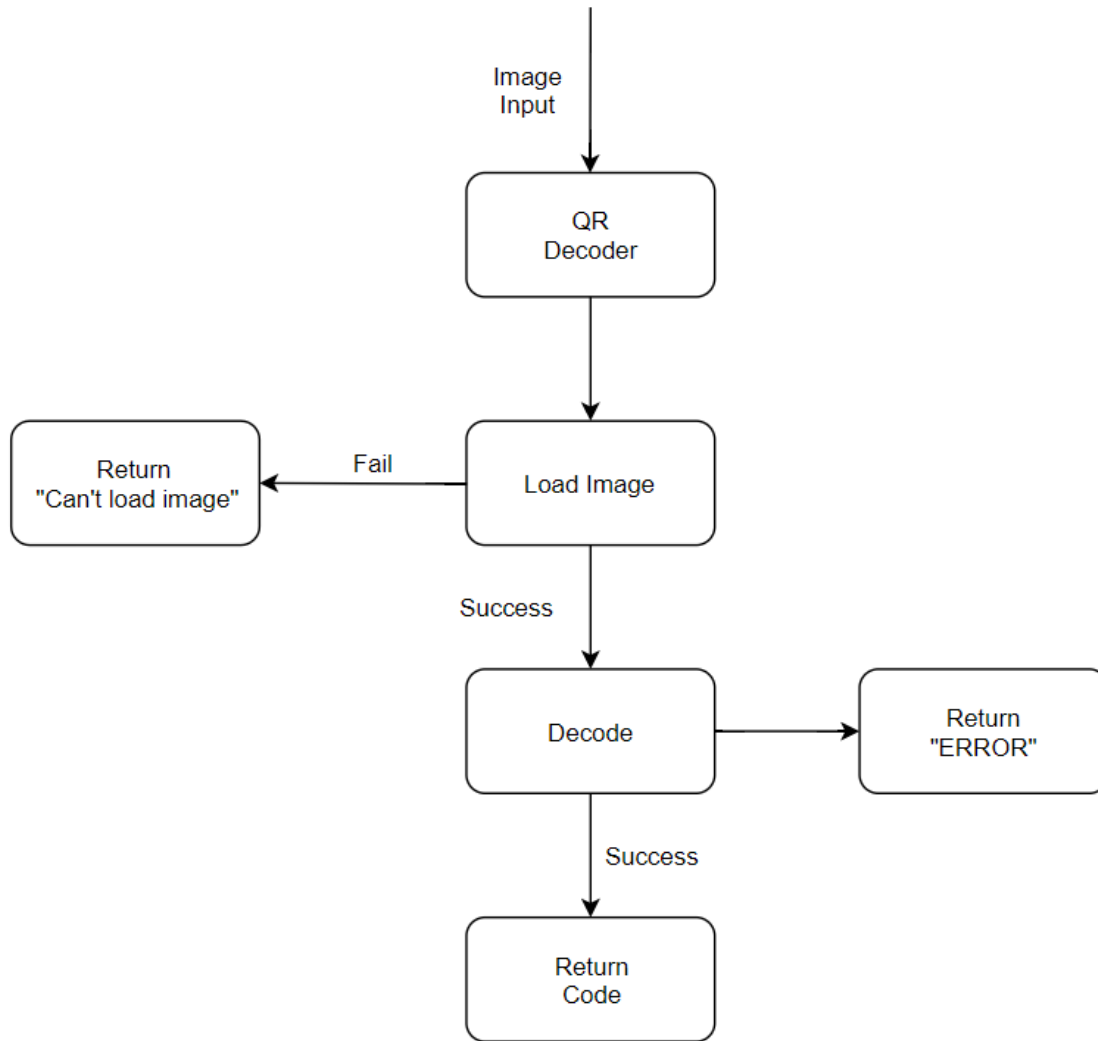 Image
Input
QR
Decoder
Return
"Can't load image"
Fail
Load Image
Success
Decode
Return
"ERROR"
Success
Return
Code